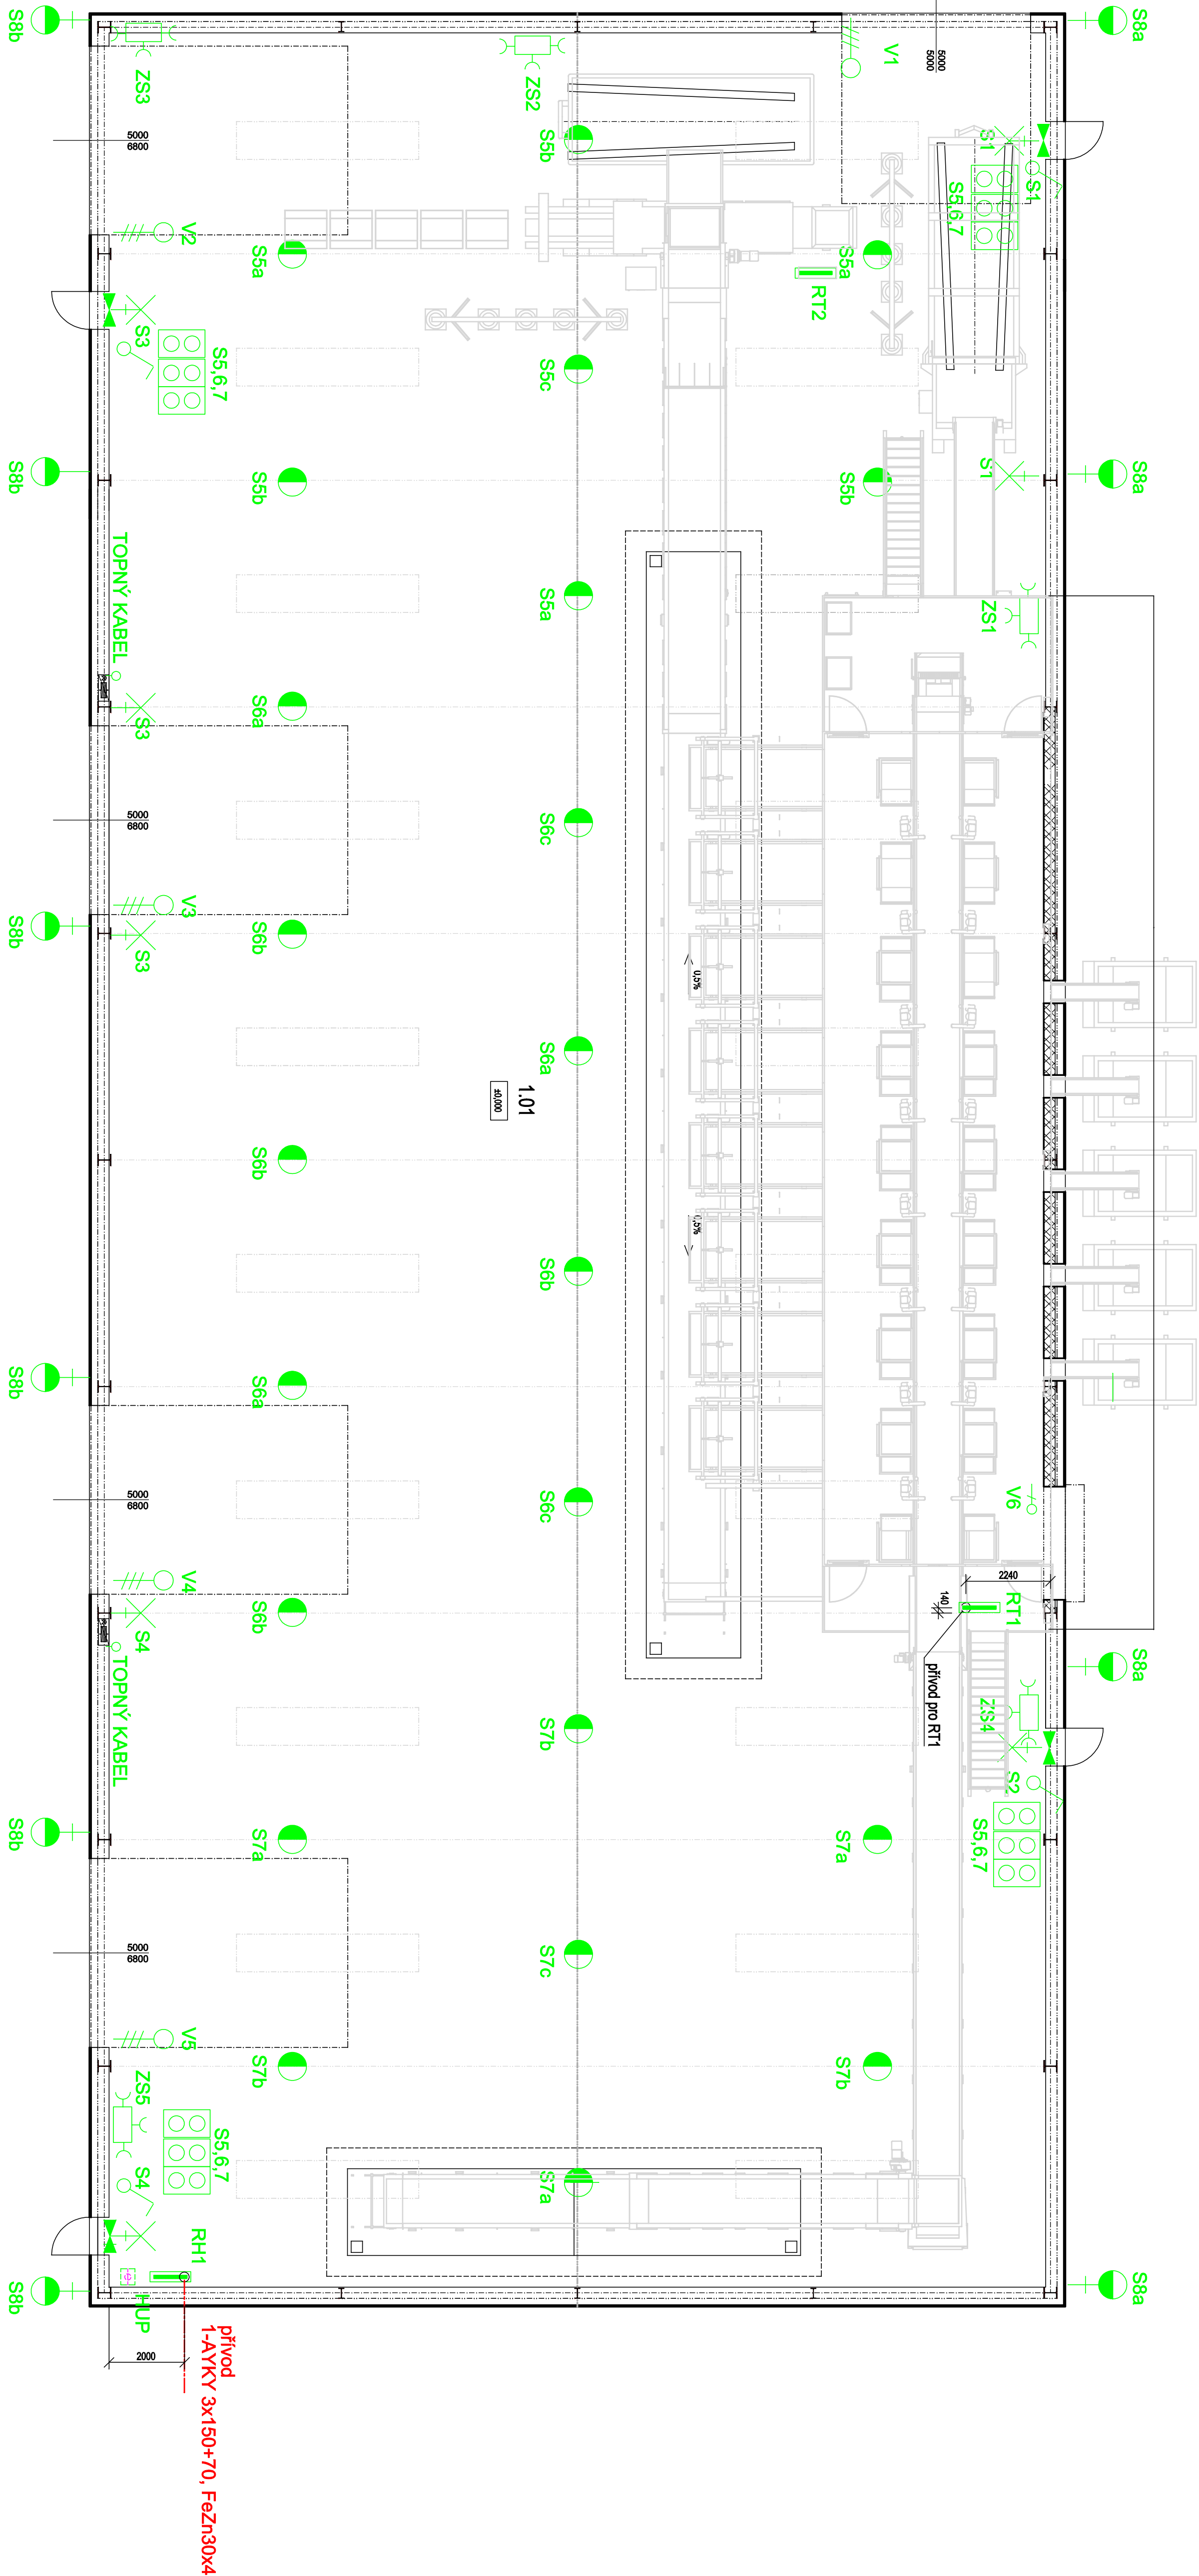 S8a
S8a
S8a
S8a
S1
V6
RT1
2240
S2
S1
S1
ZS1
ZS4
S5,6,7
S5,6,7
5000
5000
140
přívod pro RT1
V1
S5a
S5b
S7a
S7b
RT2
0,5%
0,5%
S5b
S5c
S5a
S6c
S6a
S6b
S6c
S7b
S7c
S7a
ZS2
1.01
±0,000
S5a
S5b
S6a
S6b
S6b
S6a
S6b
S7a
S7b
S5,6,7
S5,6,7
RH1
přívod
1-AYKY 3x150+70, FeZn30x4
V2
V3
V4
V5
ZS3
S3
S3
S3
S4
ZS5
S4
HUP
TOPNÝ KABEL
TOPNÝ KABEL
5000
6800
5000
6800
5000
6800
5000
6800
2000
S8b
S8b
S8b
S8b
S8b
S8b